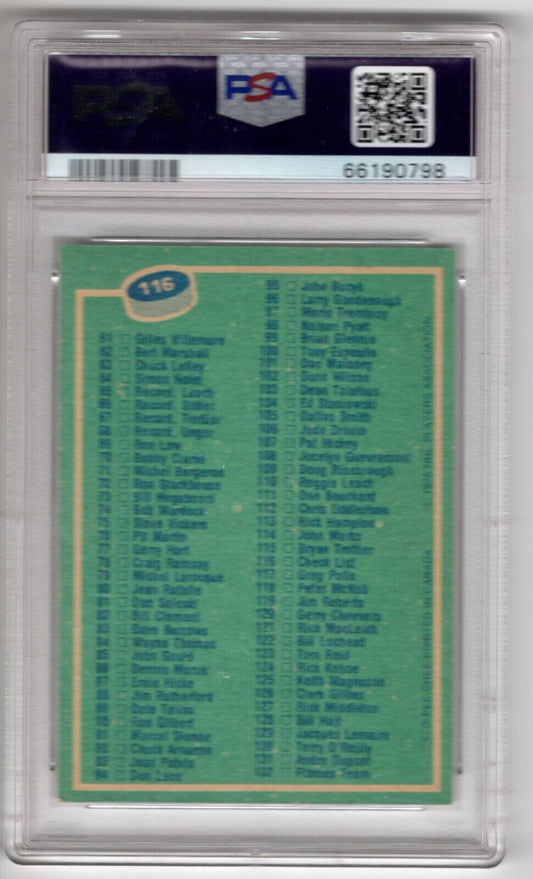 PSA
66190798
116
61 Gilles Villemure
62 Bert Marshall
63 Chuck Lefley
64 Simon Nolet
65 Record. Leach
66 Record. Sittler
67 Record. Trottier
68 Record. Unger
69 Ron Low
70 Bobby Clarke
71 Michel Bergeron
72 Ron Stackhouse
73 Bill Hogaboam
74 Bob Murdoch
75 Steve Vickers
76 Pit Martin
77 Gerry Hart
78 Craig Ramsay
79 Michel Larocque
80 Jean Ratelle
81 Don Saleski
82 Bill Clement
83 Dave Burrows
84 Wayne Thomas
85 John Gould
86 Dennis Maruk
87 Ernie Hicke
88 Jim Rutherford
89 Dale Tallon
90 Rod Gilbert
91 Marcel Dionne
92 Chuck Arnason
93 Jean Potvin
94 Don Luce
95 John Bucyk
96 Larry Goodenough
97 Mario Tremblay
98 Nelson Pyatt
99 Brian Glennie
100 Tony Esposito
101 Dan Maloney
102 Dunc Wilson
103 Dean Talafous
104 Ed Staniowski
105 Dallas Smith
106 Jude Drouin
107 Pat Hickey
108 Jocelyn Guevremont
109 Doug Risebrough
110 Reggie Leach
111 Dan Bouchard
112 Chris Oddleifson
113 Rick Hampton
114 John Marks
115 Bryan Trottier
116 Check List
117 Greg Polis
118 Peter McNab
119 Jim Roberts
120 Gerry Cheevers
121 Rick MacLeish
122 Bill Lochead
123 Tom Reid
124 Rick Kehoe
125 Keith Magnuson
126 Clark Gillies
127 Rick Middleton
128 Bill Hajt
129 Jacques Lemaire
130 Terry O'Reilly
131 Andre Dupont
132 Flames Team